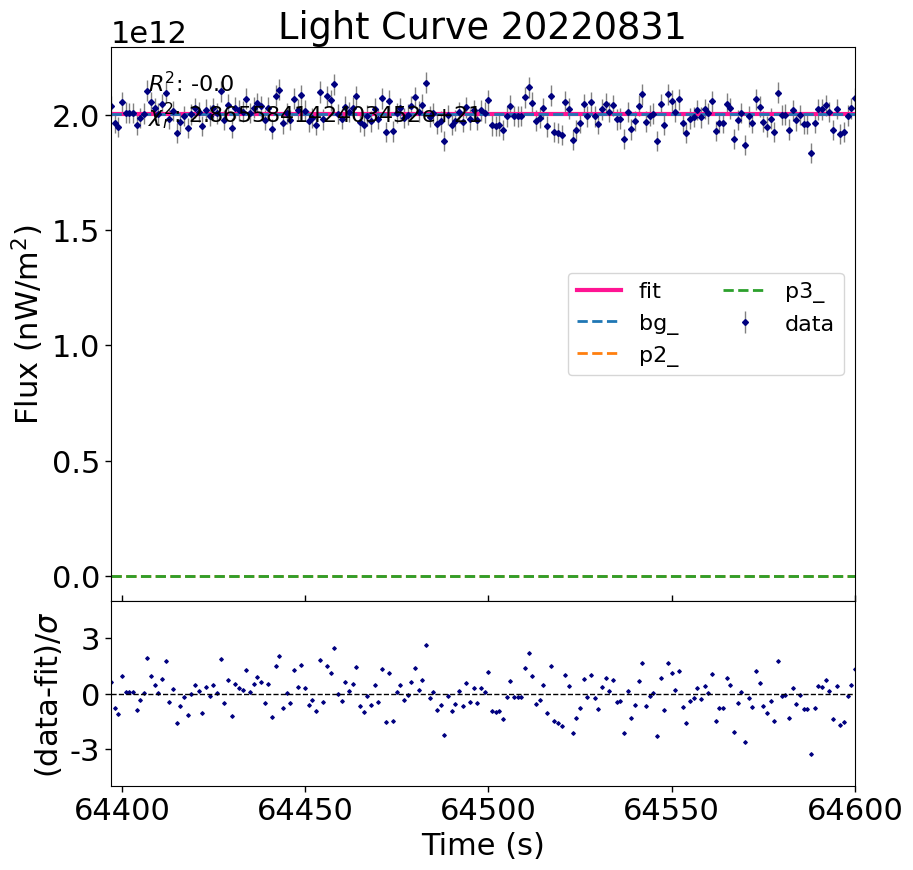 Light Curve 20220831
1e12
R²: -0.0
2.0
1.5
1.0
0.5
0.0
Flux (nW/m²)
fit
bg_
p2_
p3_
data
3
0
-3
(data-fit)/σ
64400 64450 64500 64550 64600
Time (s)